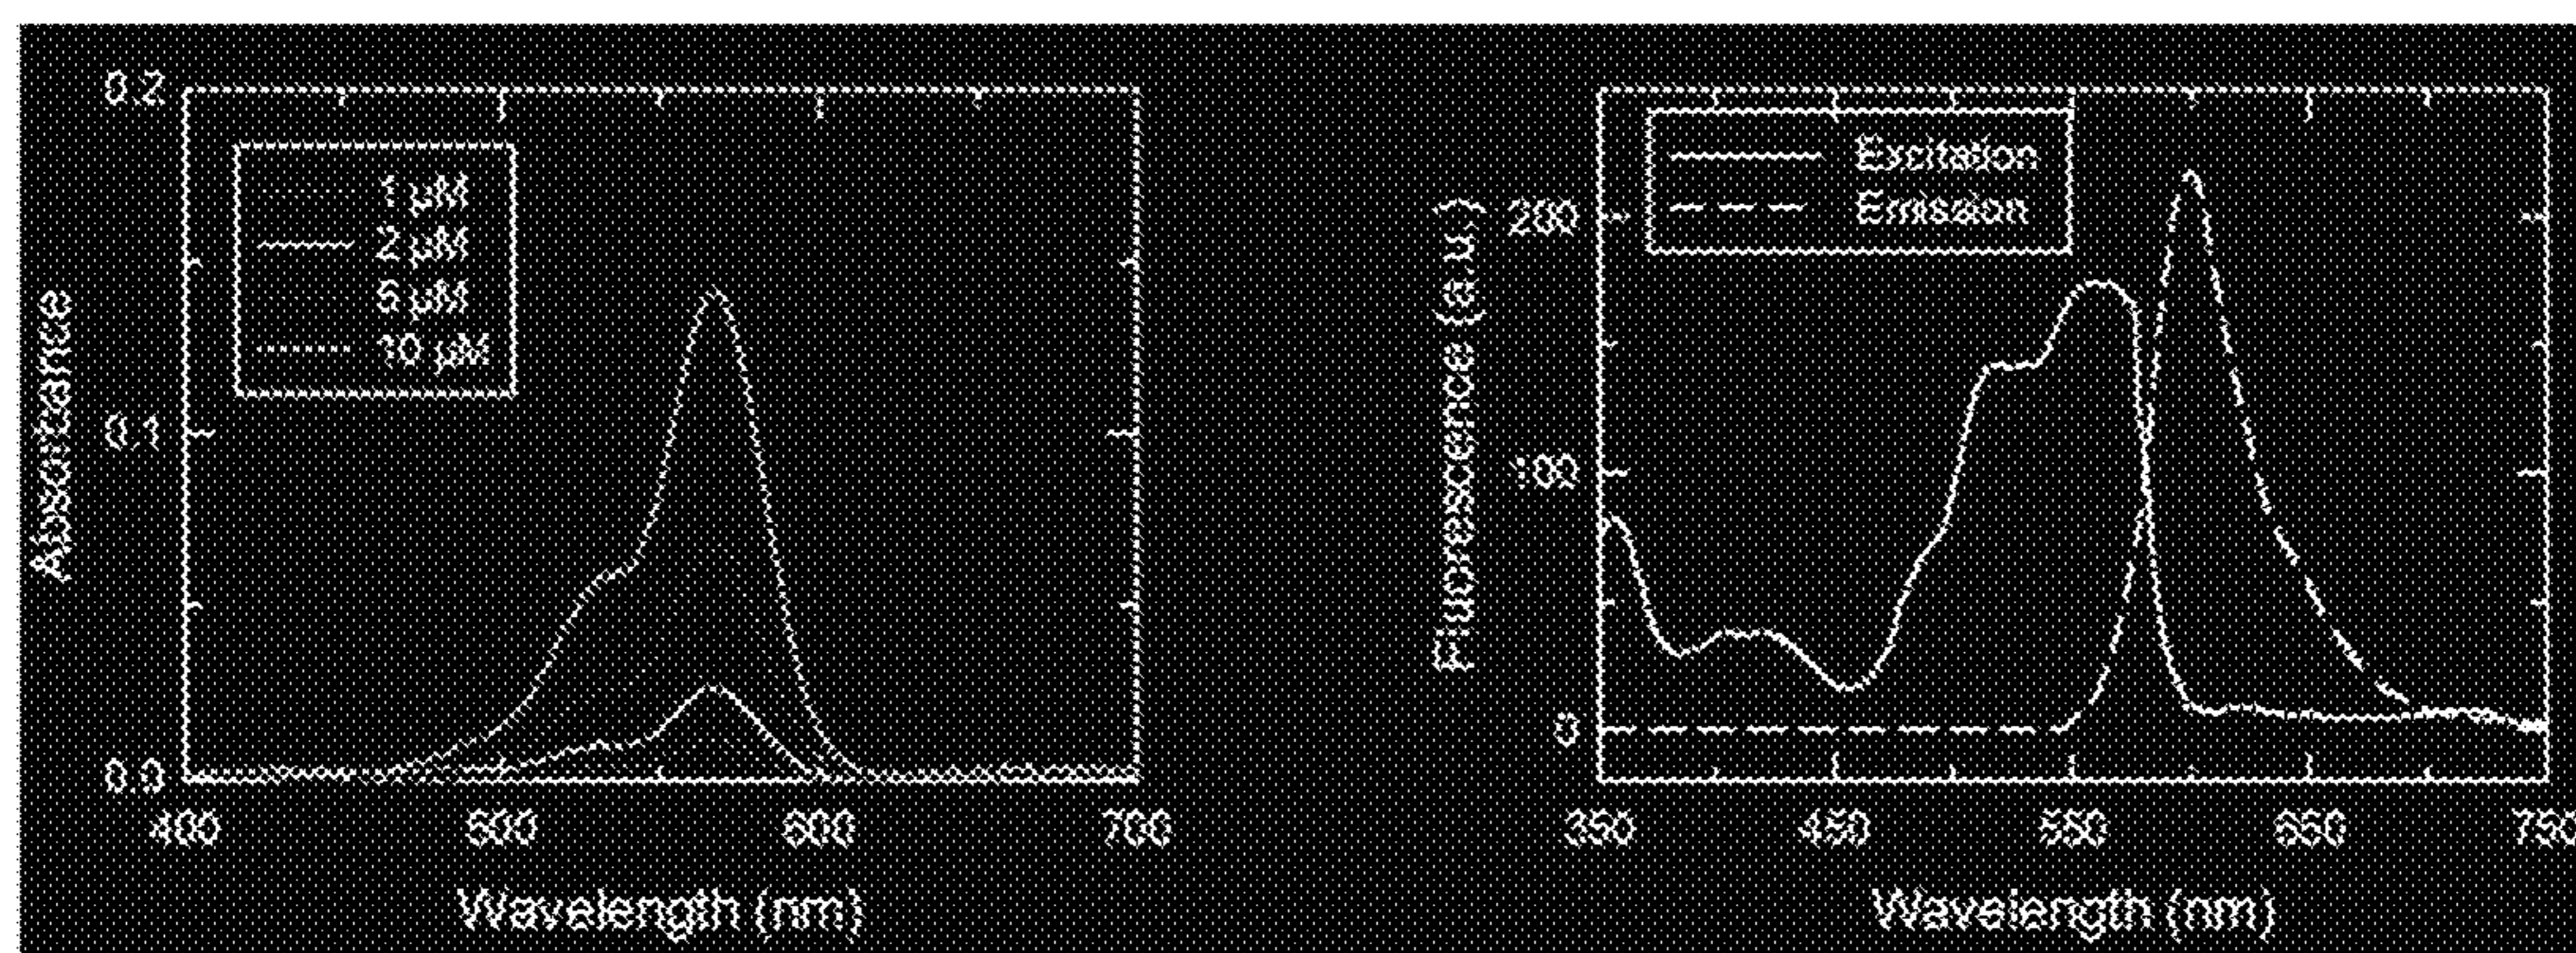 0.2
0.1
0.0
Absorbance
1 µM
2 µM
5 µM
10 µM
400
500
600
700
Wavelength (nm)
Fluorescence (a.u.)
200
100
0
Excitation
Emission
350
450
550
650
750
Wavelength (nm)